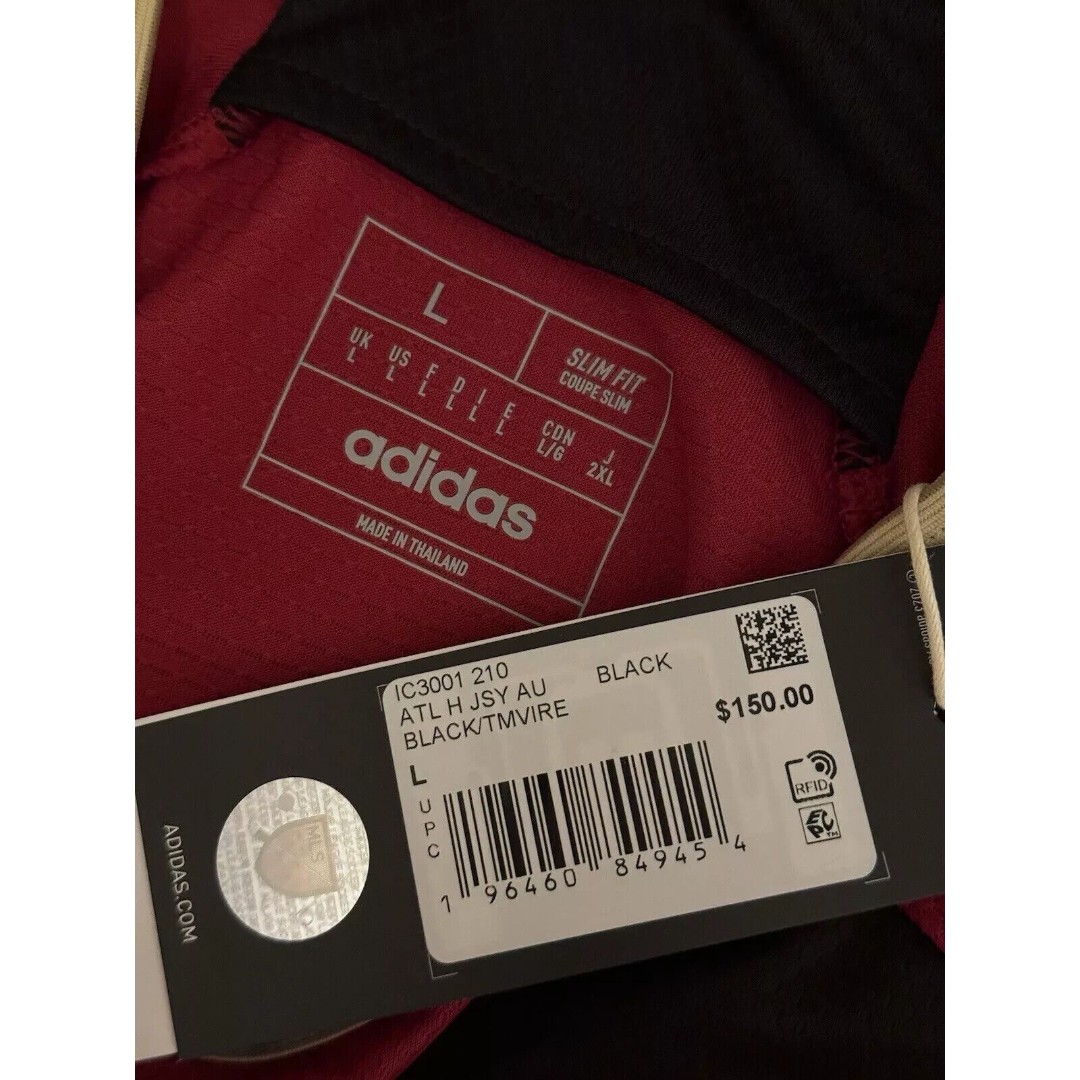 L
SLIM FIT
COUPE SLIM
UK US F D I E CDN J
L L L L L L L/G 2XL
adidas
MADE IN THAILAND
IC3001 210 BLACK
ATL H JSY AU
BLACK/TMVIRE
$150.00
L
UPC
1 96460 84945 4
RFID
EPC™
MLS
ADIDAS.COM